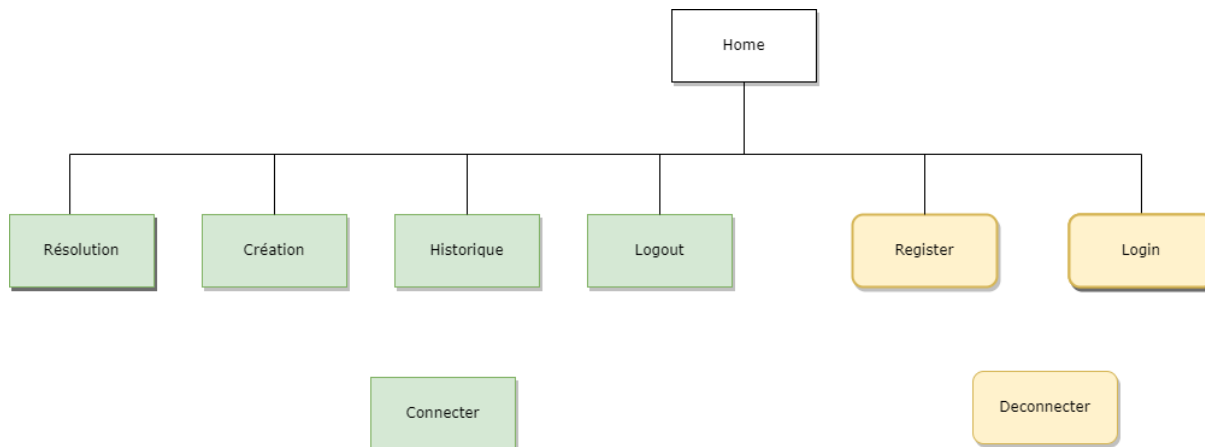 Home
Résolution
Création
Historique
Logout
Register
Login
Connecter
Deconnecter